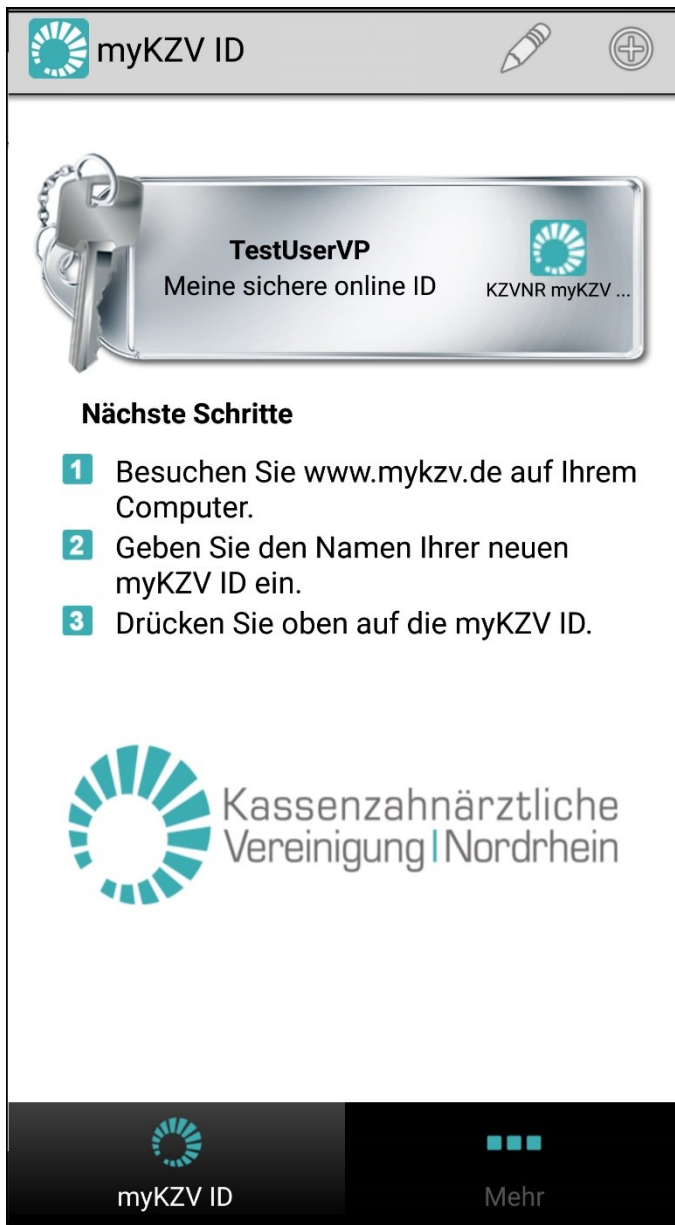 myKZV ID
TestUserVP
Meine sichere online ID
KZVNR myKZV ...
Nächste Schritte
1 Besuchen Sie www.mykzv.de auf Ihrem
Computer.
2 Geben Sie den Namen Ihrer neuen
myKZV ID ein.
3 Drücken Sie oben auf die myKZV ID.
Kassenzahnärztliche
Vereinigung | Nordrhein
myKZV ID
Mehr